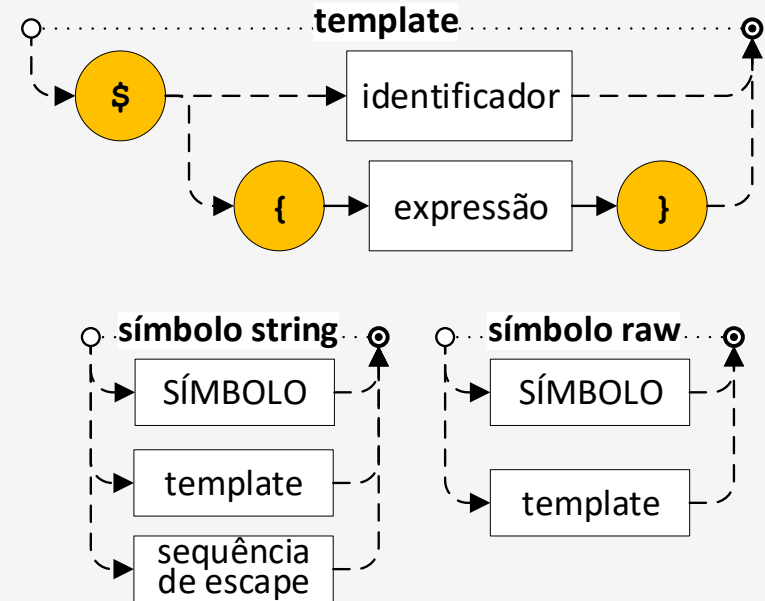 template
$
identificador
{
expressão
}
símbolo string
símbolo raw
SÍMBOLO
SÍMBOLO
template
template
sequência
de escape